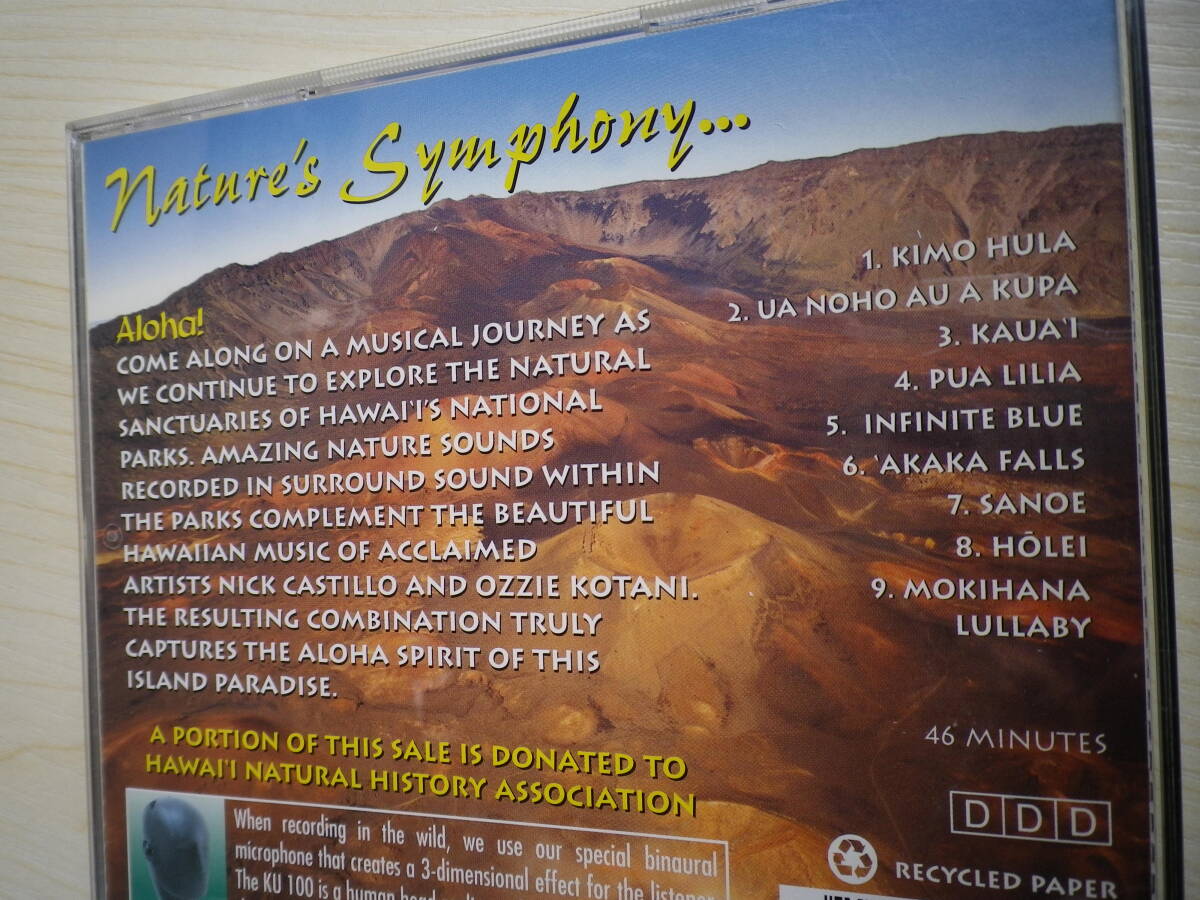 Nature's Symphony...
Aloha!
COME ALONG ON A MUSICAL JOURNEY AS
WE CONTINUE TO EXPLORE THE NATURAL
SANCTUARIES OF HAWAI‘I'S NATIONAL
PARKS. AMAZING NATURE SOUNDS
RECORDED IN SURROUND SOUND WITHIN
THE PARKS COMPLEMENT THE BEAUTIFUL
HAWAIIAN MUSIC OF ACCLAIMED
ARTISTS NICK CASTILLO AND OZZIE KOTANI.
THE RESULTING COMBINATION TRULY
CAPTURES THE ALOHA SPIRIT OF THIS
ISLAND PARADISE.
1. KIMO HULA
2. UA NOHO AU A KUPA
3. KAUA‘I
4. PUA LILIA
5. INFINITE BLUE
6. ‘AKAKA FALLS
7. SANOE
8. HŌLEI
9. MOKIHANA
LULLABY
A PORTION OF THIS SALE IS DONATED TO
HAWAI‘I NATURAL HISTORY ASSOCIATION
46 MINUTES
DDD
RECYCLED PAPER
When recording in the wild, we use our special binaural
microphone that creates a 3-dimensional effect for the listener.
The KU 100 is a human head